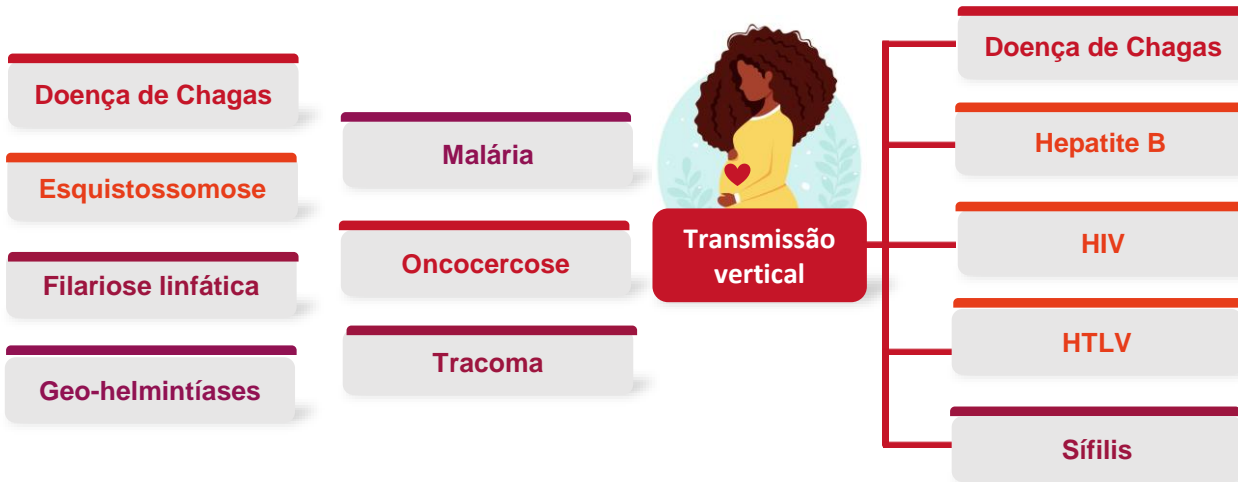 Doença de Chagas
Esquistossomose
Filariose linfática
Geo-helmintíases
Malária
Oncocercose
Tracoma
Transmissão
vertical
Doença de Chagas
Hepatite B
HIV
HTLV
Sífilis